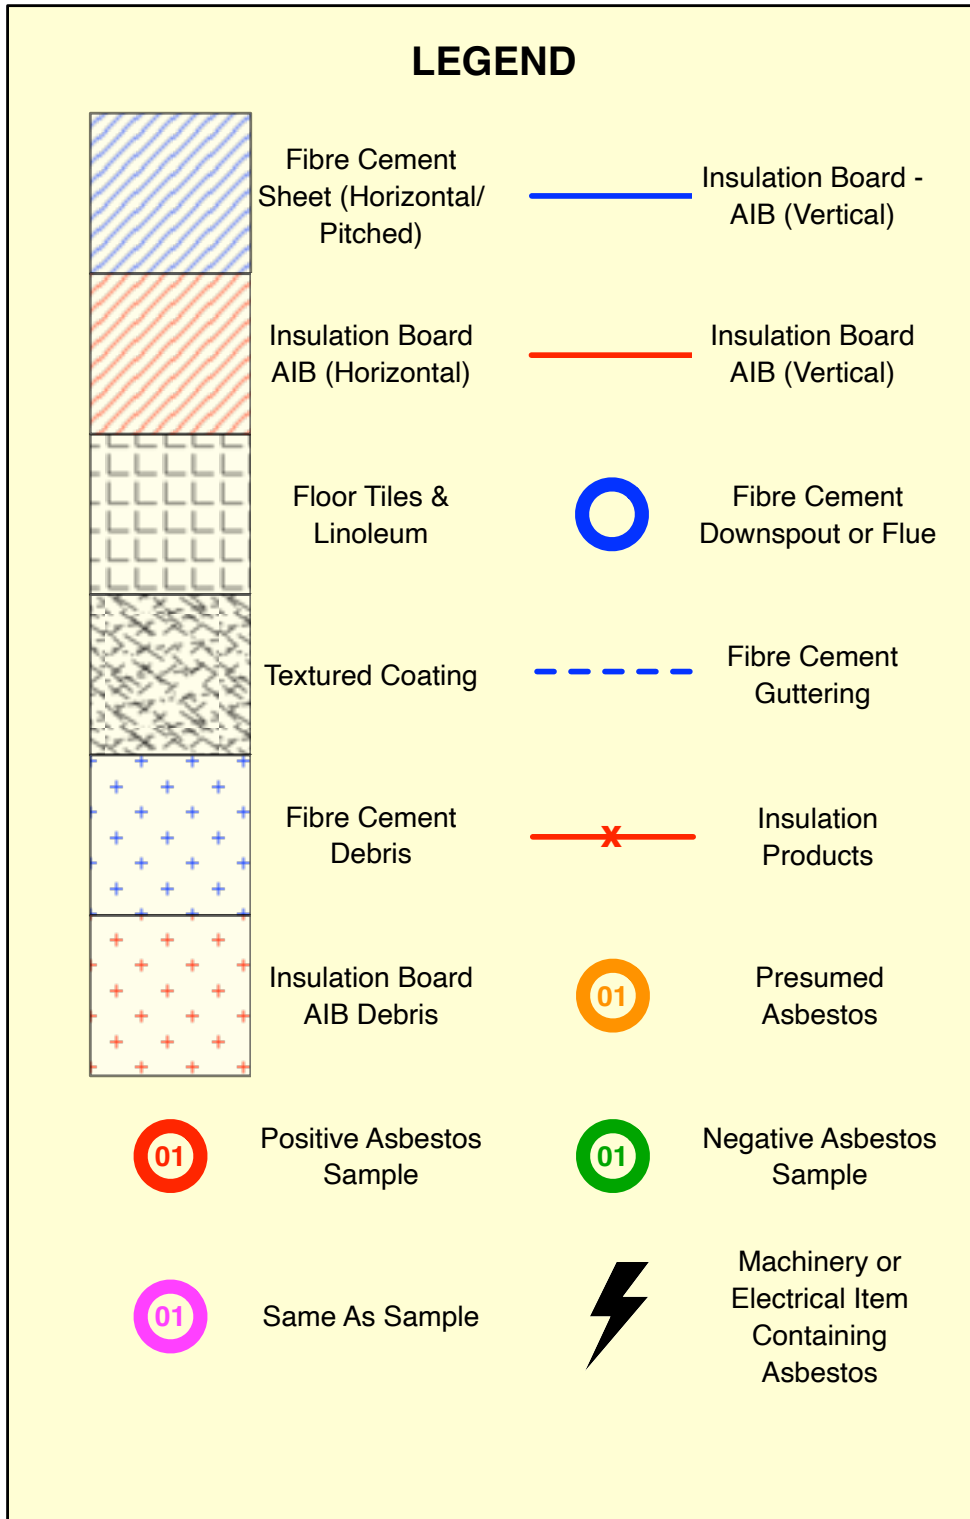 LEGEND
Fibre Cement
Sheet (Horizontal/
Pitched)
Insulation Board -
AIB (Vertical)
Insulation Board
AIB (Horizontal)
Insulation Board
AIB (Vertical)
Floor Tiles &
Linoleum
Fibre Cement
Downspout or Flue
Textured Coating
Fibre Cement
Guttering
Fibre Cement
Debris
X
Insulation
Products
Insulation Board
AIB Debris
01
Presumed
Asbestos
01
Positive Asbestos
Sample
01
Negative Asbestos
Sample
01
Same As Sample
Machinery or
Electrical Item
Containing
Asbestos